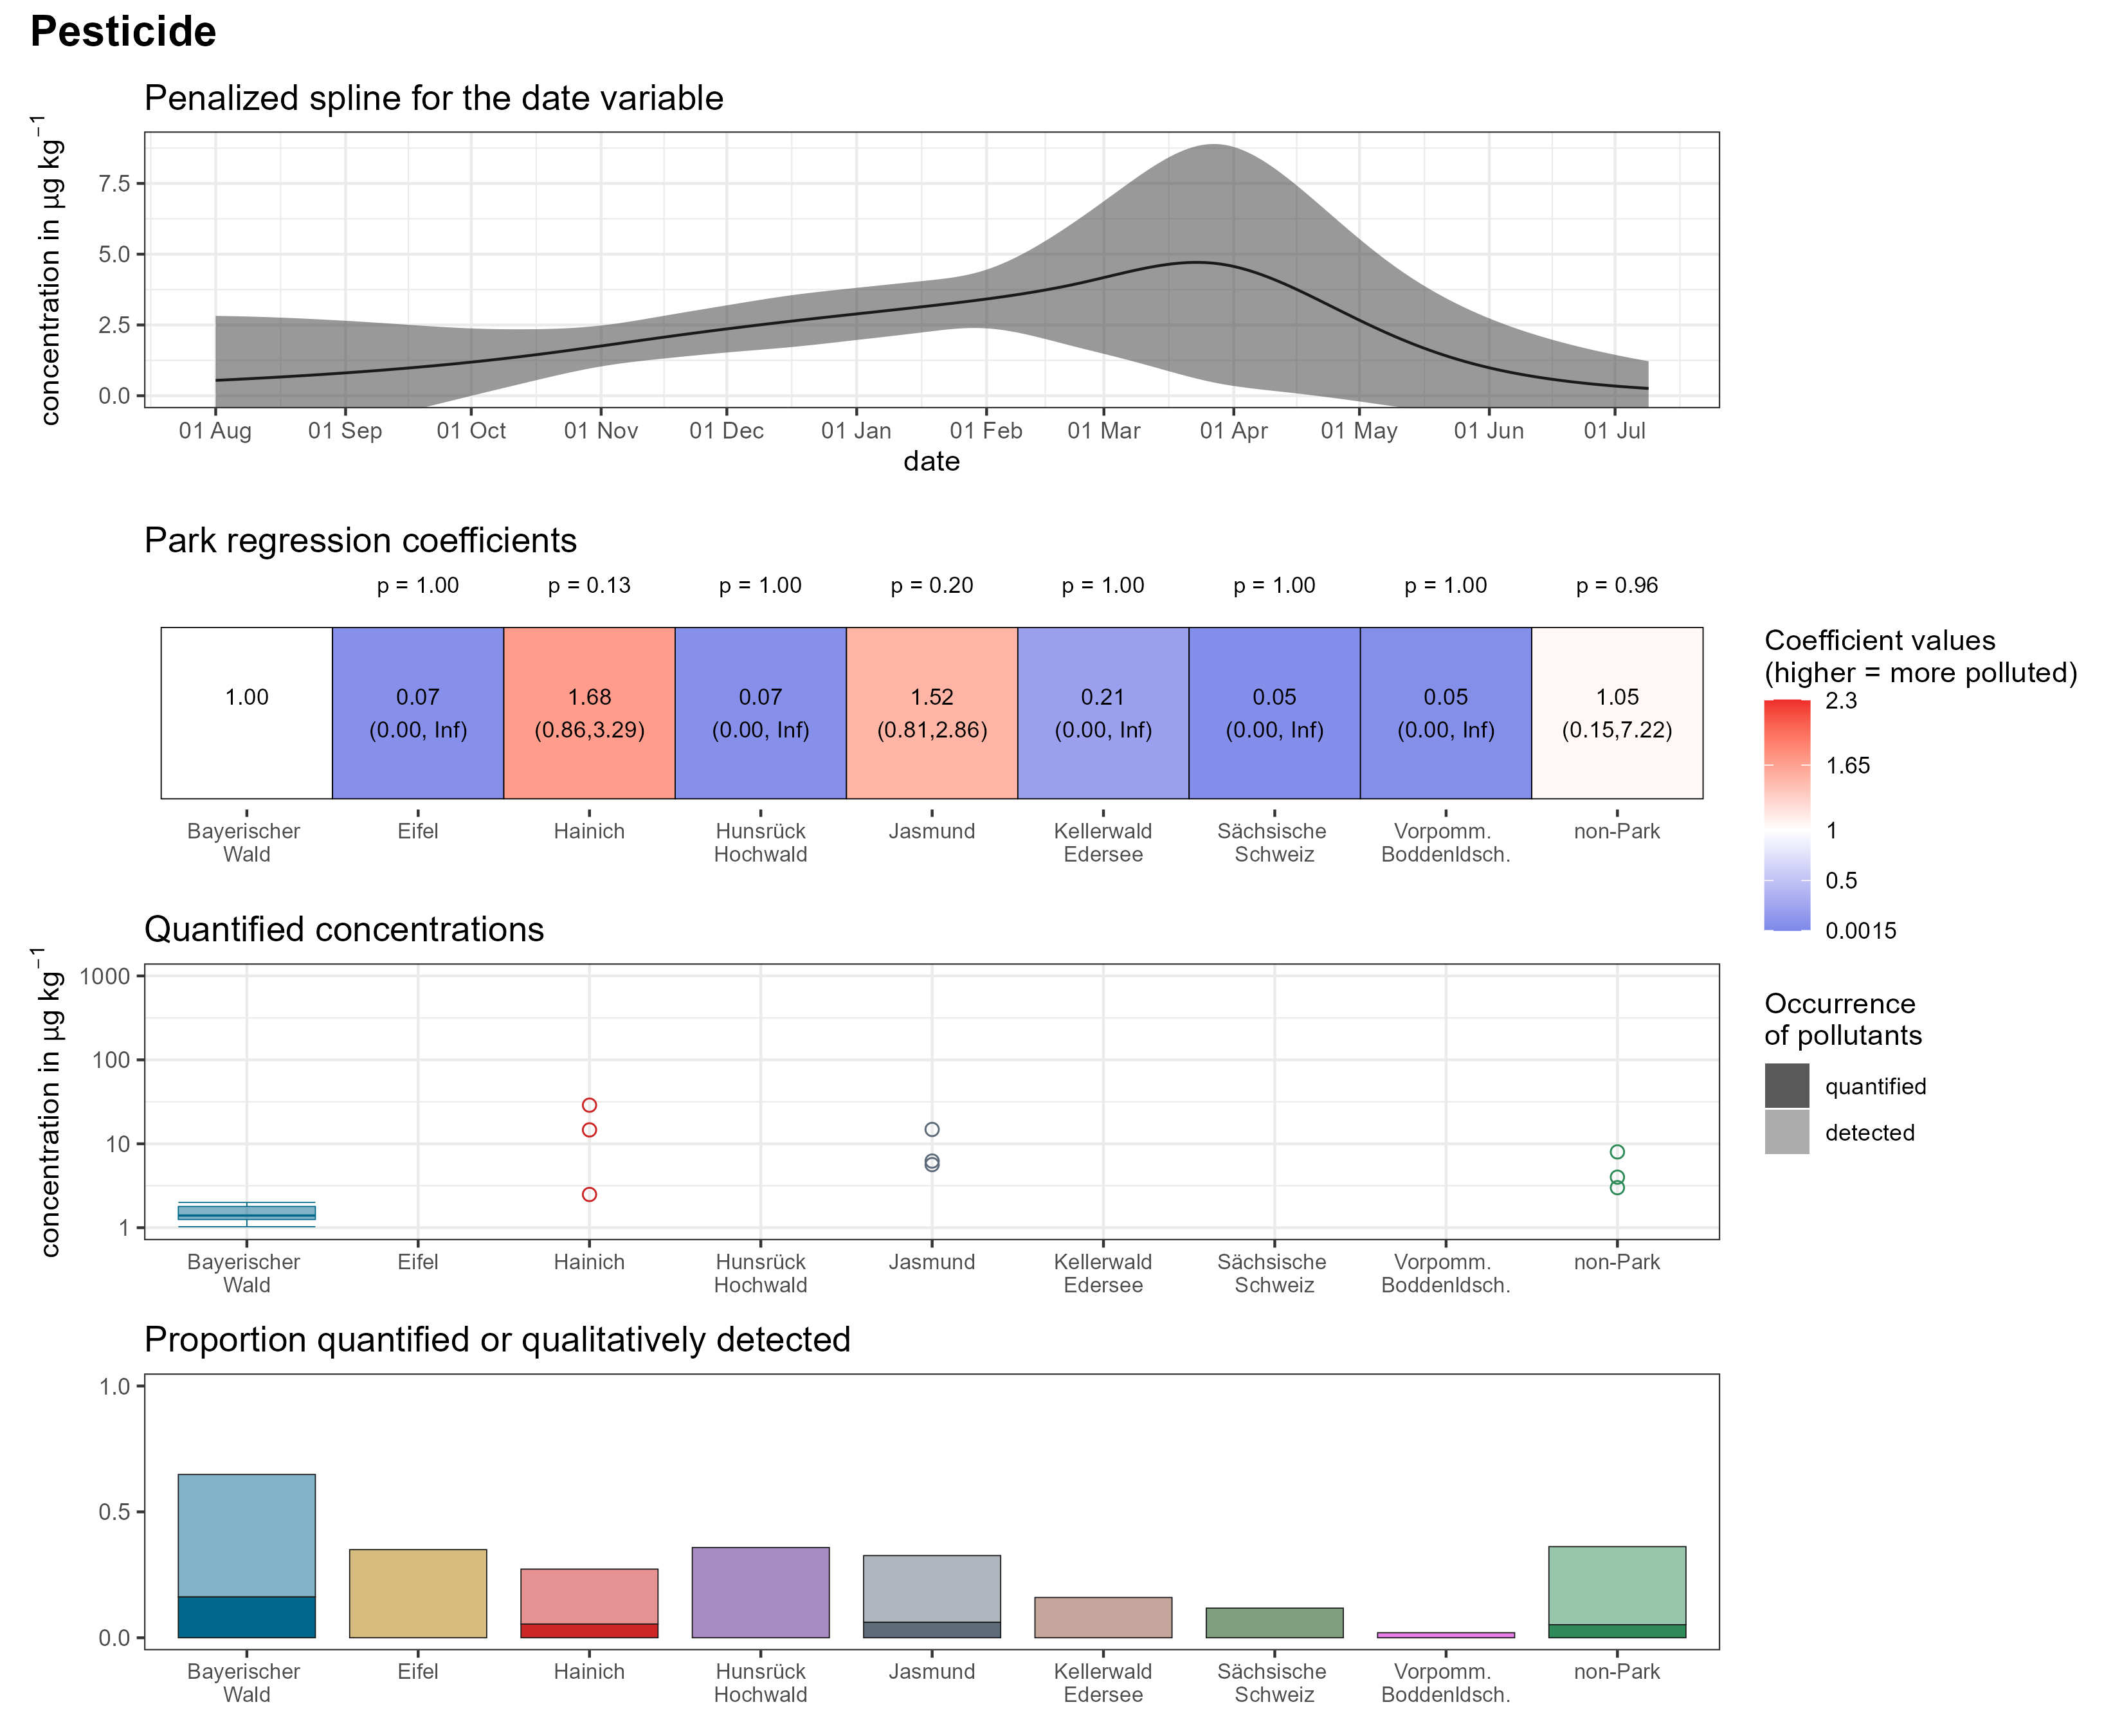 Pesticide
Penalized spline for the date variable
concentration in µg kg⁻¹
7.5
5.0
2.5
0.0
01 Aug 01 Sep 01 Oct 01 Nov 01 Dec 01 Jan 01 Feb 01 Mar 01 Apr 01 May 01 Jun 01 Jul
date
Park regression coefficients
p = 1.00 p = 0.13 p = 1.00 p = 0.20 p = 1.00 p = 1.00 p = 1.00 p = 0.96
1.00 0.07 1.68 0.07 1.52 0.21 0.05 0.05 1.05
(0.00, Inf) (0.86,3.29) (0.00, Inf) (0.81,2.86) (0.00, Inf) (0.00, Inf) (0.00, Inf) (0.15,7.22)
Bayerischer Eifel Hainich Hunsrück Jasmund Kellerwald Sächsische Vorpomm. non-Park
Wald Hochwald Edersee Schweiz Boddenldsch.
Coefficient values
(higher = more polluted)
2.3
1.65
1
0.5
0.0015
Quantified concentrations
concentration in µg kg⁻¹
1000
100
10
1
Bayerischer Eifel Hainich Hunsrück Jasmund Kellerwald Sächsische Vorpomm. non-Park
Wald Hochwald Edersee Schweiz Boddenldsch.
Occurrence
of pollutants
quantified
detected
Proportion quantified or qualitatively detected
1.0
0.5
0.0
Bayerischer Eifel Hainich Hunsrück Jasmund Kellerwald Sächsische Vorpomm. non-Park
Wald Hochwald Edersee Schweiz Boddenldsch.